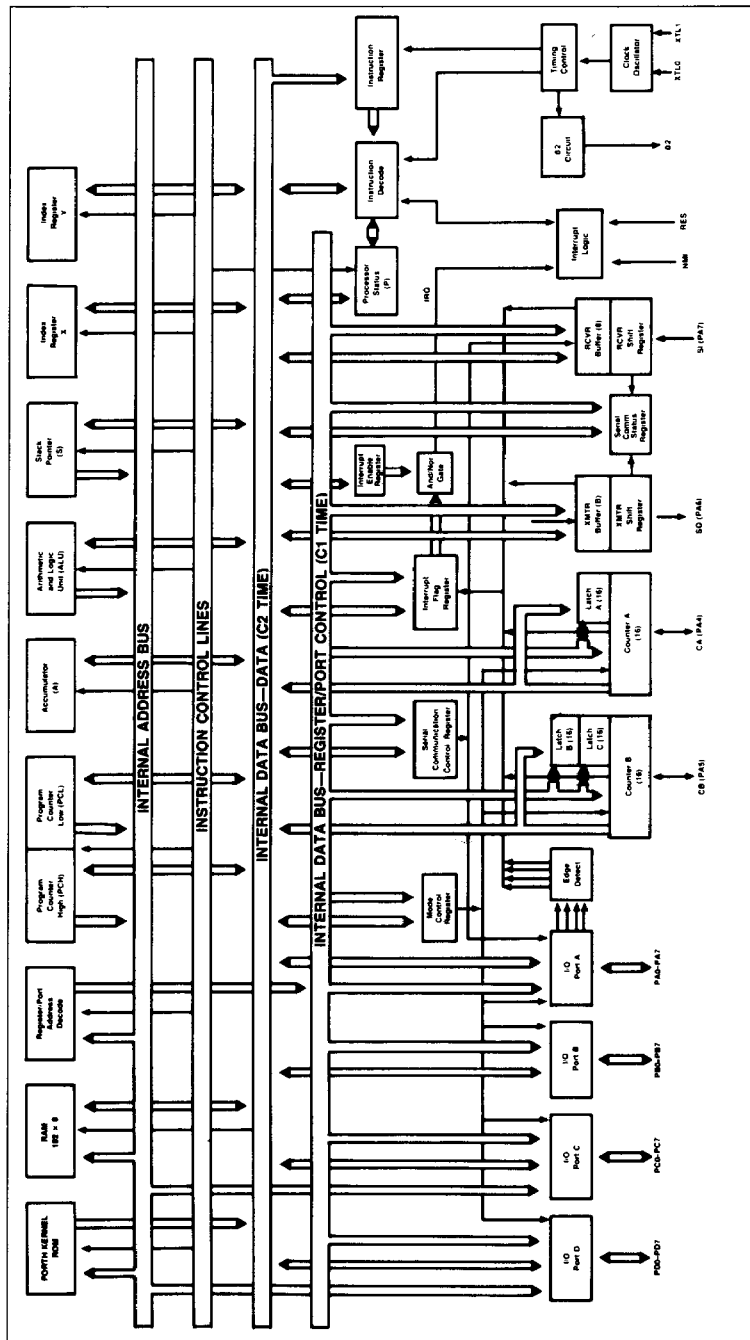 FORTH KERNEL
ROM
RAM
192 × 8
Register/Port
Address
Decode
Program
Counter
High (PCH)
Program
Counter
Low (PCL)
Accumulator
(A)
Arithmetic
and Logic
Unit (ALU)
Stack
Pointer
(S)
Index
Register
X
Index
Register
Y
INTERNAL ADDRESS BUS
INSTRUCTION CONTROL LINES
INTERNAL DATA BUS—DATA (C2 TIME)
INTERNAL DATA BUS—REGISTER/PORT CONTROL (C1 TIME)
Mode
Control
Register
Serial
Communication
Control Register
Interrupt
Flag
Register
Interrupt
Enable
Register
And/Nor
Gate
IRQ
Processor
Status
(P)
Instruction
Decode
Instruction
Register
I/O
Port D
I/O
Port C
I/O
Port B
I/O
Port A
Edge
Detect
Latch
B (16)
Latch
C (16)
Counter B
(16)
Latch
A (16)
Counter A
(16)
XMTR
Buffer (8)
XMTR
Shift
Register
Serial
Comm
Status
Register
RCVR
Buffer (8)
RCVR
Shift
Register
Interrupt
Logic
02
Circuit
Timing
Control
Clock
Oscillator
PD0–PD7
PC0–PC7
PB0–PB7
PA0–PA7
CB (PA5)
CA (PA4)
SO (PA6)
SI (PA7)
NMI
RES
02
XTLO
XTL1